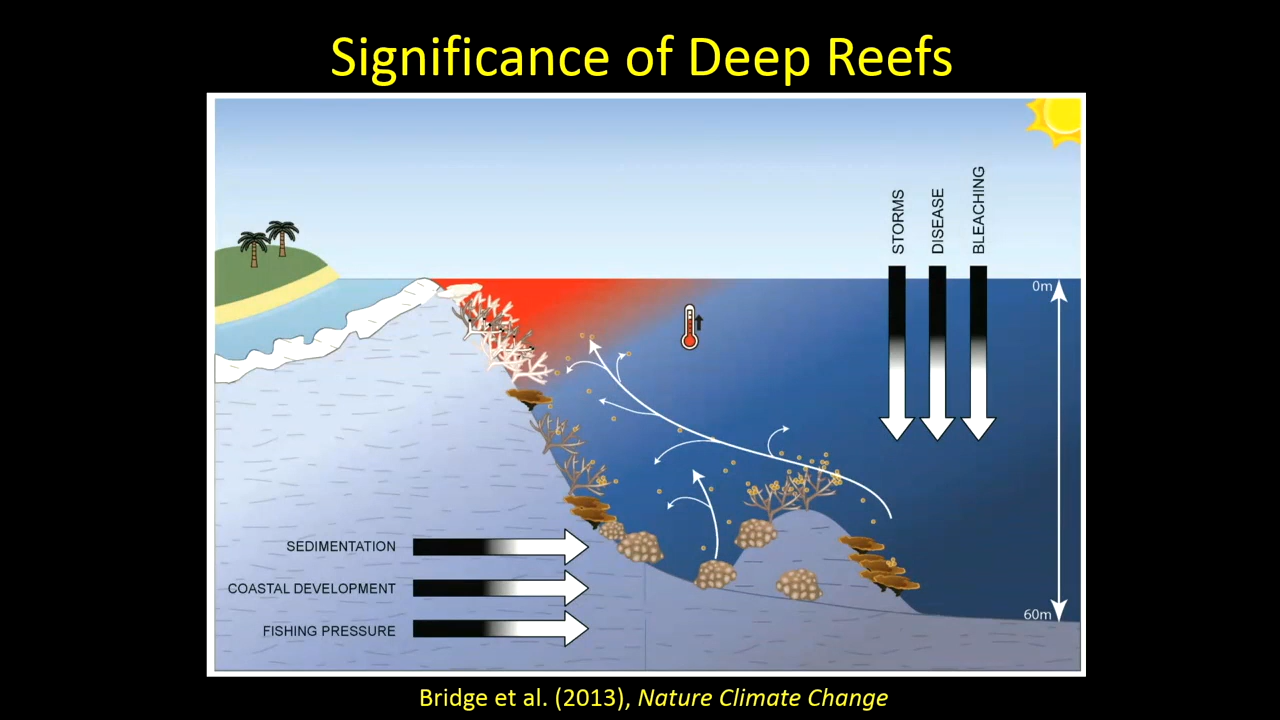 Significance of Deep Reefs
STORMS
DISEASE
BLEACHING
0m
SEDIMENTATION
COASTAL DEVELOPMENT
FISHING PRESSURE
60m
Bridge et al. (2013), Nature Climate Change